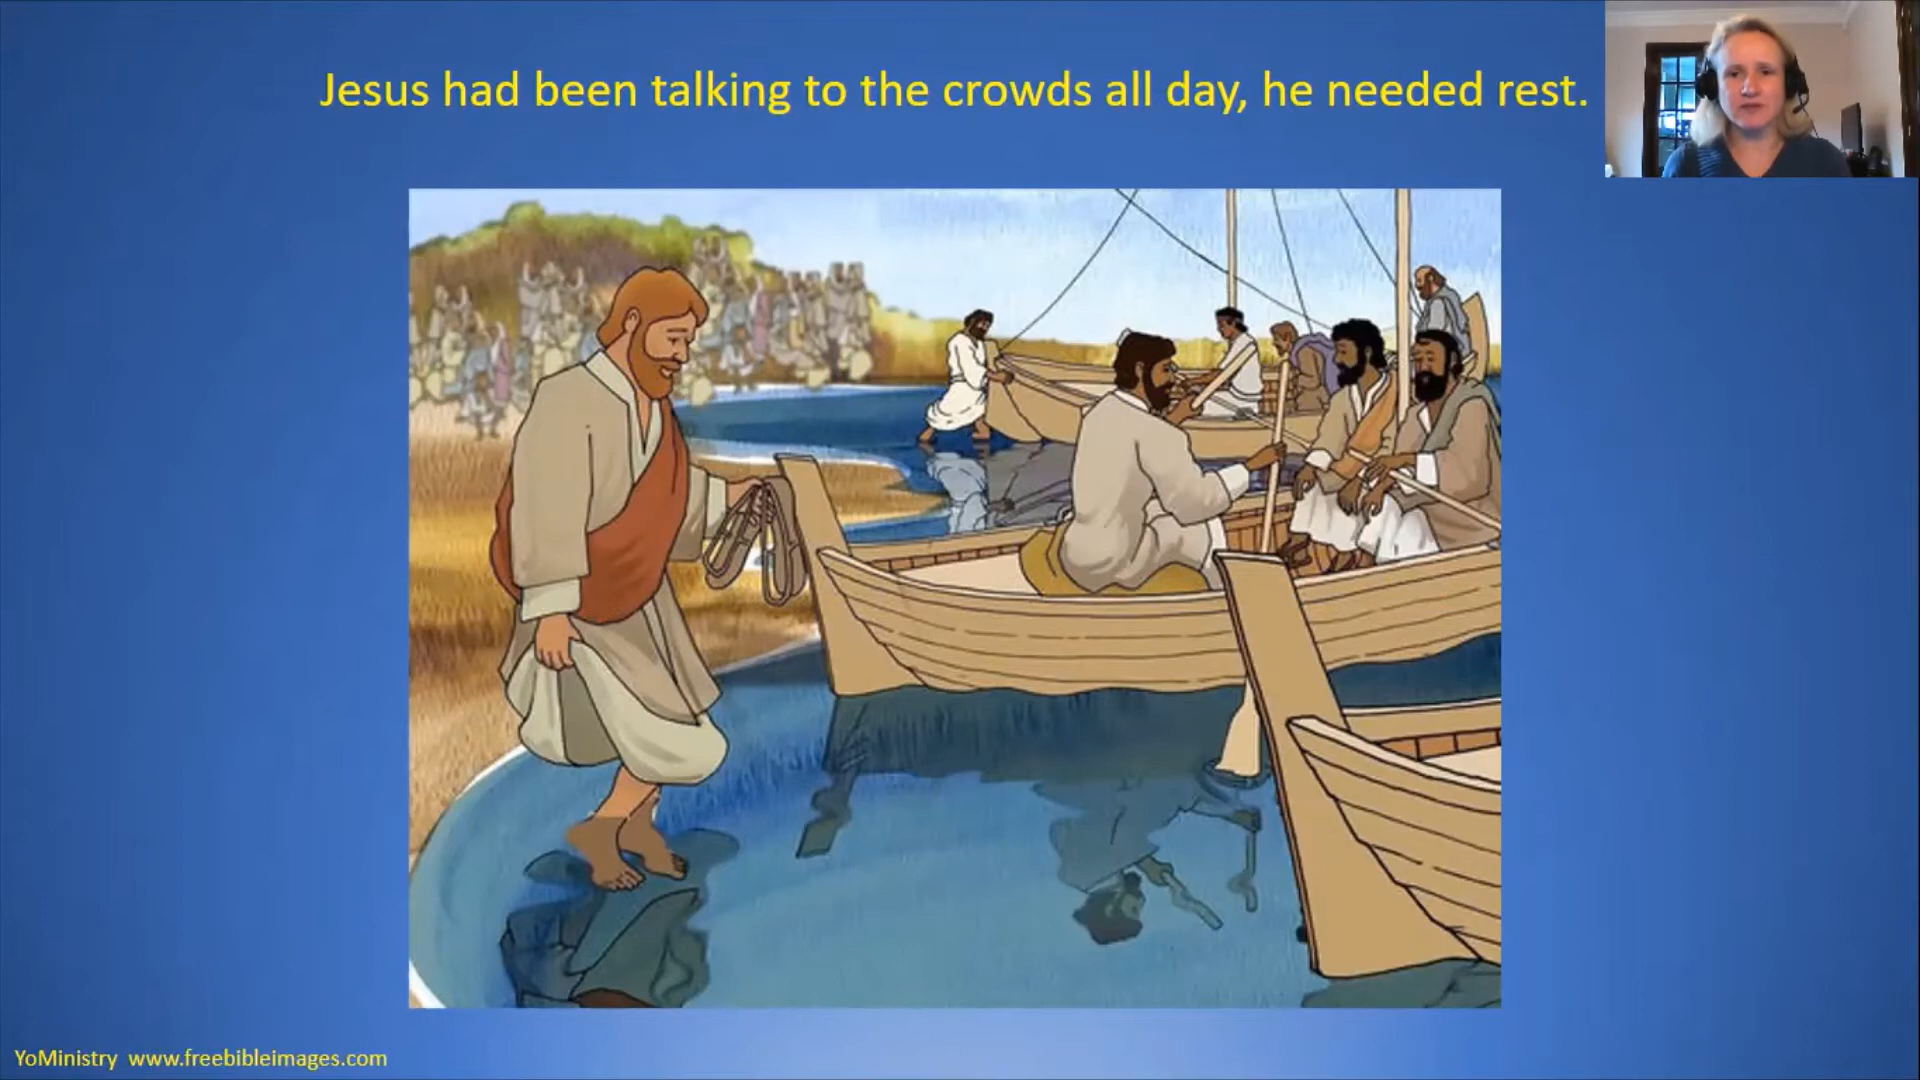 Jesus had been talking to the crowds all day, he needed rest.
YoMinistry www.freebibleimages.com